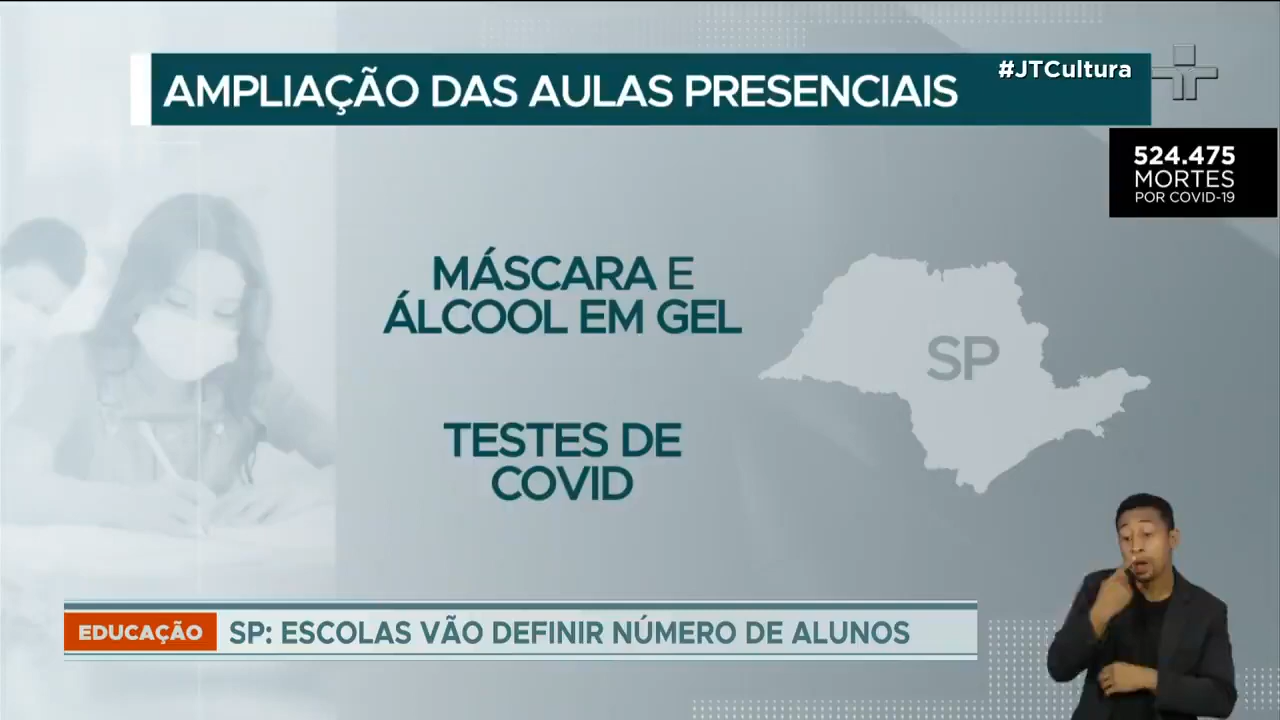 AMPLIAÇÃO DAS AULAS PRESENCIAIS
#JTCultura
524.475
MORTES
POR COVID-19
MÁSCARA E
ÁLCOOL EM GEL
SP
TESTES DE
COVID
EDUCAÇÃO
SP: ESCOLAS VÃO DEFINIR NÚMERO DE ALUNOS